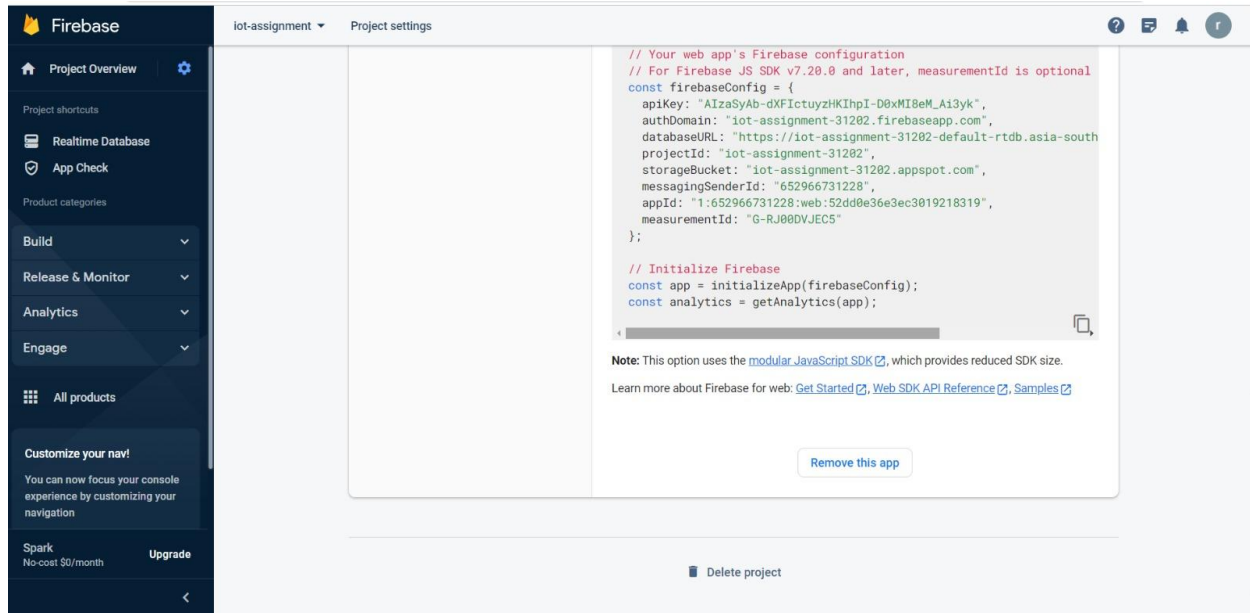 Firebase
iot-assignment
Project settings
r
Project Overview
Project shortcuts
Realtime Database
App Check
Product categories
Build
Release & Monitor
Analytics
Engage
All products
Customize your nav!
You can now focus your console
experience by customizing your
navigation
Spark
No-cost $0/month
Upgrade
// Your web app's Firebase configuration
// For Firebase JS SDK v7.20.0 and later, measurementId is optional
const firebaseConfig = {
apiKey: "AIzaSyAb-dXFIctuyzHKIhpI-D0xMI8eM_Ai3yk",
authDomain: "iot-assignment-31202.firebaseapp.com",
databaseURL: "https://iot-assignment-31202-default-rtdb.asia-south
projectId: "iot-assignment-31202",
storageBucket: "iot-assignment-31202.appspot.com",
messagingSenderId: "652966731228",
appId: "1:652966731228:web:52dd0e36e3ec3019218319",
measurementId: "G-RJ00DVJEC5"
};
// Initialize Firebase
const app = initializeApp(firebaseConfig);
const analytics = getAnalytics(app);
Note: This option uses the modular JavaScript SDK, which provides reduced SDK size.
Learn more about Firebase for web: Get Started, Web SDK API Reference, Samples
Remove this app
Delete project